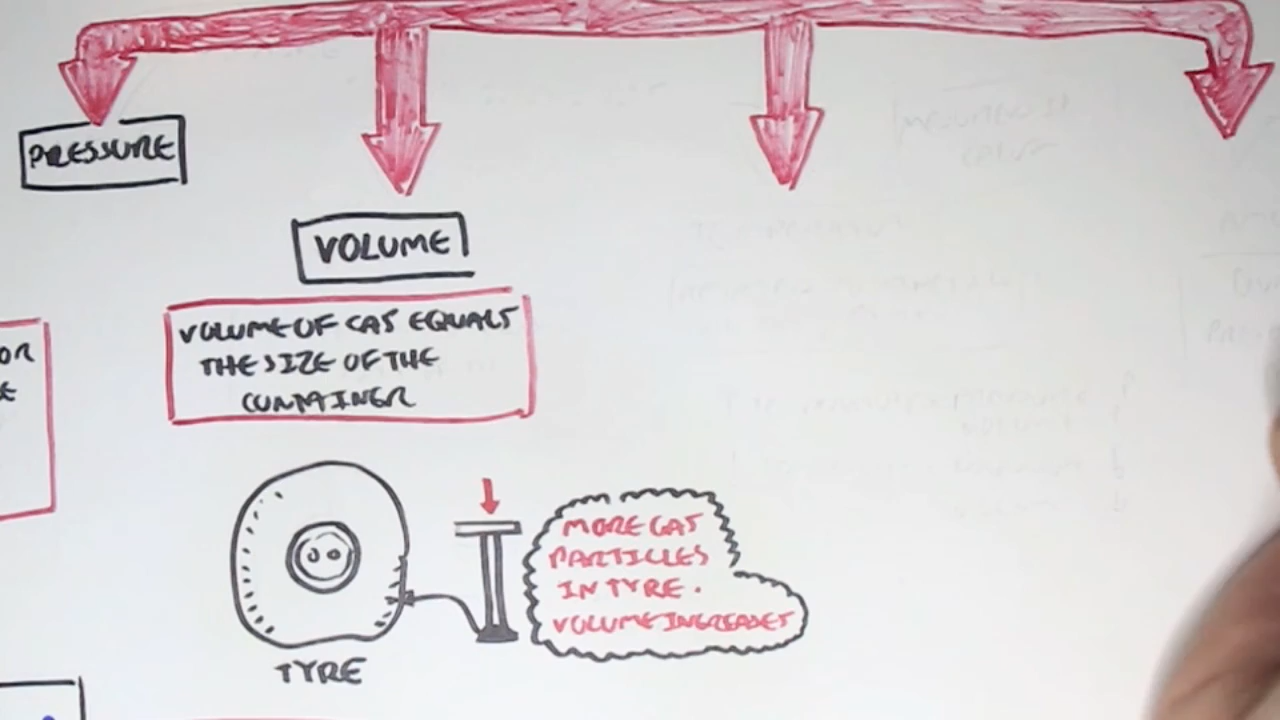 PRESSURE
VOLUME
VOLUME OF GAS EQUALS
THE SIZE OF THE
CONTAINER
OR
E
MORE GAS
PARTICLES
IN TYRE.
VOLUME INCREASES
TYRE